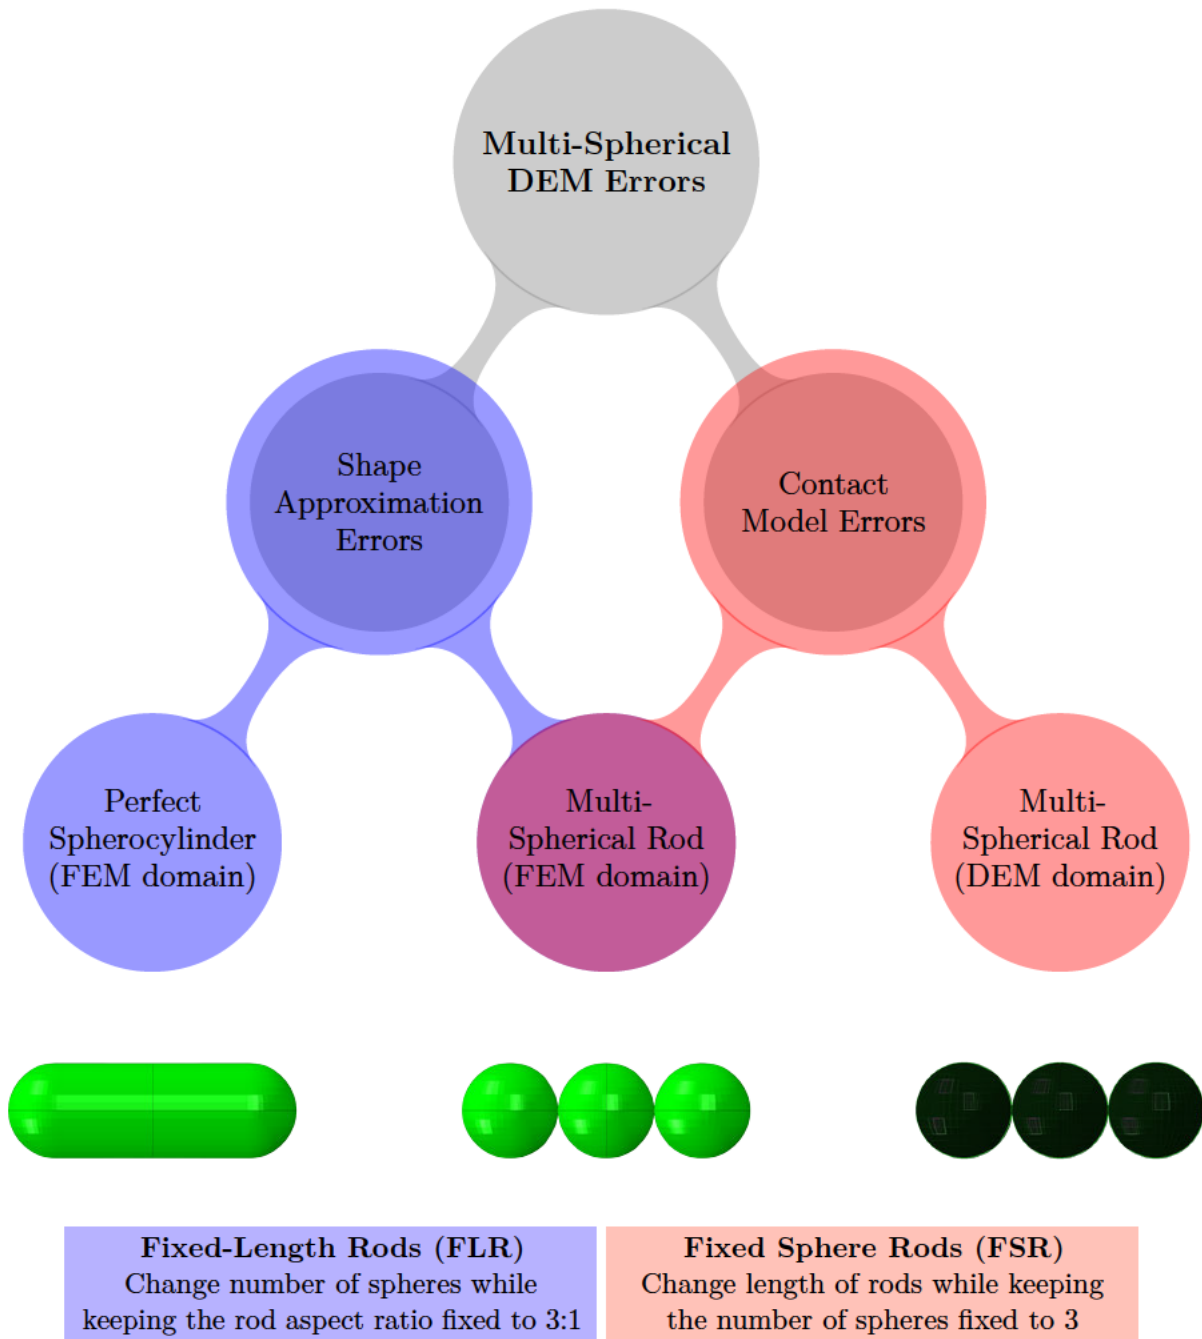 Multi-Spherical
DEM Errors
Shape
Approximation
Errors
Contact
Model Errors
Perfect
Spherocylinder
(FEM domain)
Multi-
Spherical Rod
(FEM domain)
Multi-
Spherical Rod
(DEM domain)
Fixed-Length Rods (FLR)
Change number of spheres while
keeping the rod aspect ratio fixed to 3:1
Fixed Sphere Rods (FSR)
Change length of rods while keeping
the number of spheres fixed to 3